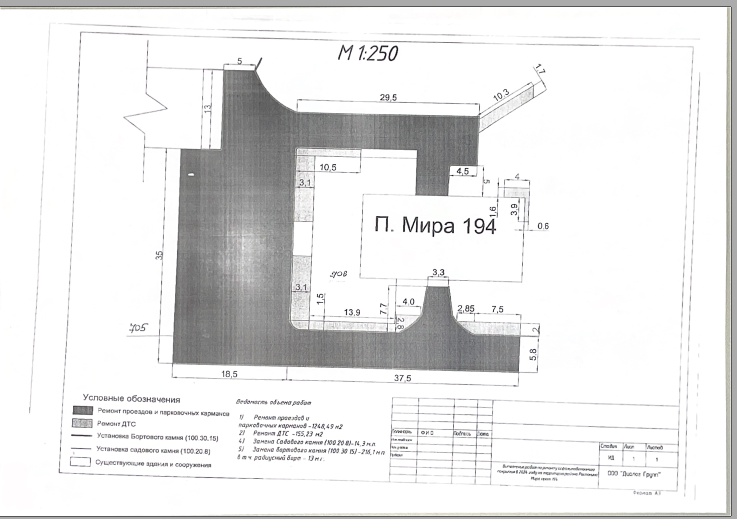 М 1:250
5
13
29,5
10,3
1,7
10,5
3,1
4,5
5
4
1,6
3,9
0,6
П. Мира 194
35
3,1
1,5
13,9
7,7
4,0
2,8
3,3
2,85
7,5
2
5,8
18,5
37,5
Условные обозначения
Ремонт проездов и парковочных карманов
Ремонт ДТС
Установка Бортового камня (100.30.15)
Установка садового камня (100.20.8)
Существующие здания и сооружения
Ведомость объема работ
1) Ремонт проездов и
парковочных карманов -1248,49 м2
2) Ремонт ДТС -155,23 м2
4) Замена Садового камня (100 20 8)-14,3 м.п.
5) Замена бортового камня (100 30 15)
в т.ч. радиусный борт - 13 м.г.
Ф И О Подпись Дата
Стадия Лист Листов
ИД 1 1
ООО "Диалог Групп"
Формат А3